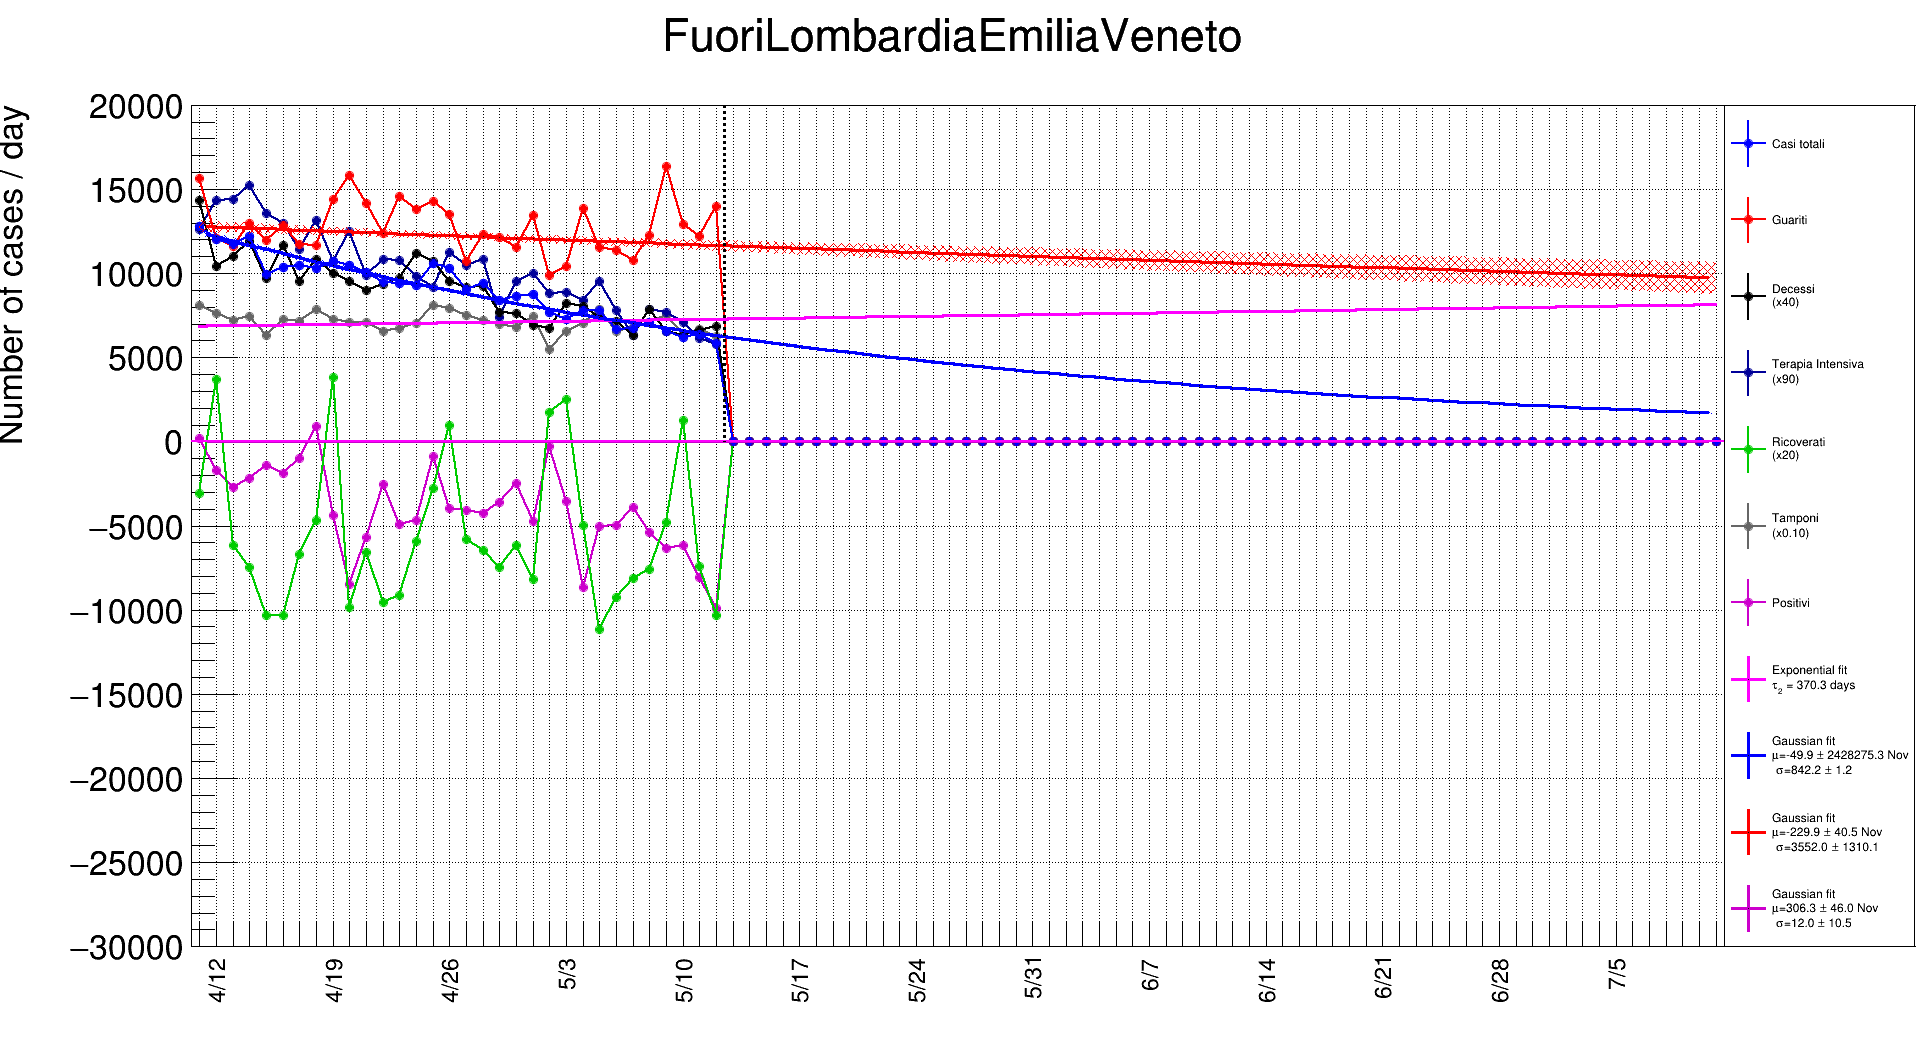 FuoriLombardiaEmiliaVeneto
Number of cases / day
20000
15000
10000
5000
0
−5000
−10000
−15000
−20000
−25000
−30000
4/12
4/19
4/26
5/3
5/10
5/17
5/24
5/31
6/7
6/14
6/21
6/28
7/5
Casi totali
Guariti
Decessi
(x40)
Terapia Intensiva
(x90)
Ricoverati
(x20)
Tamponi
(x0.10)
Positivi
Exponential fit
τ2 = 370.3 days
Gaussian fit
μ=-49.9 ± 2428275.3 Nov
σ=842.2 ± 1.2
Gaussian fit
μ=-229.9 ± 40.5 Nov
σ=3552.0 ± 1310.1
Gaussian fit
μ=306.3 ± 46.0 Nov
σ=12.0 ± 10.5